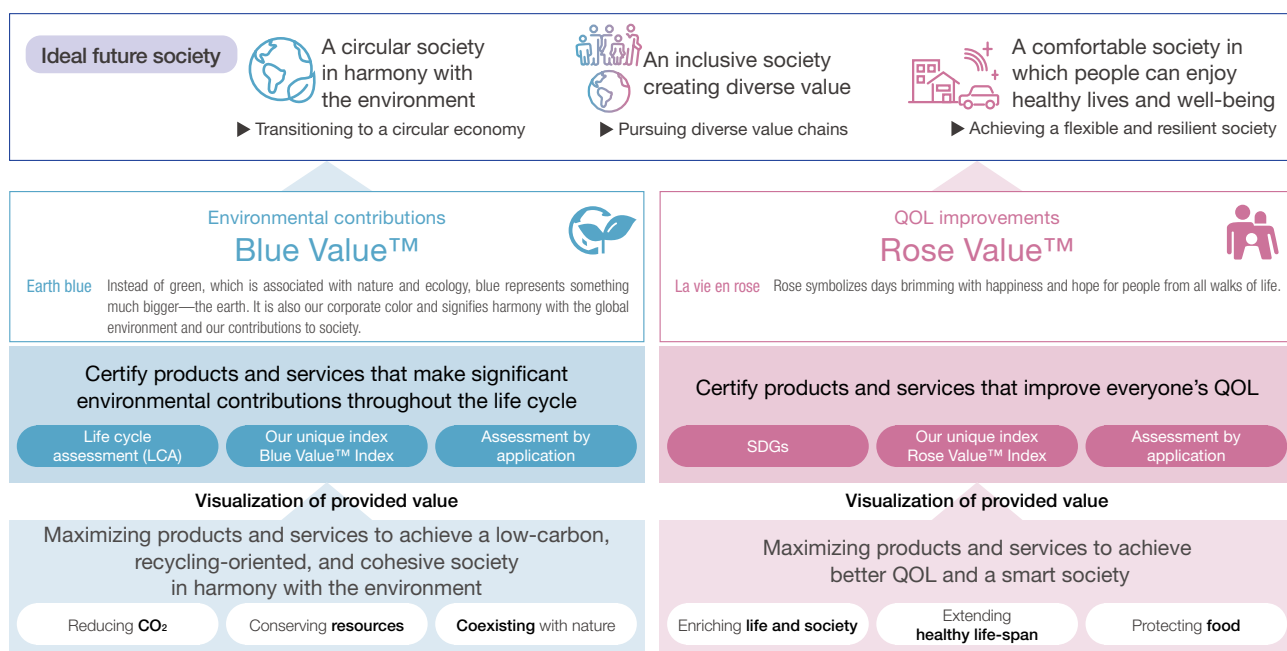 Ideal future society
A circular society
in harmony with
the environment
▶ Transitioning to a circular economy
An inclusive society
creating diverse value
▶ Pursuing diverse value chains
A comfortable society in
which people can enjoy
healthy lives and well-being
▶ Achieving a flexible and resilient society
Environmental contributions
Blue Value™
Earth blue Instead of green, which is associated with nature and ecology, blue represents something
much bigger—the earth. It is also our corporate color and signifies harmony with the global
environment and our contributions to society.
Certify products and services that make significant
environmental contributions throughout the life cycle
Life cycle
assessment (LCA)
Our unique index
Blue Value™ Index
Assessment by
application
Visualization of provided value
Maximizing products and services to achieve a low-carbon,
recycling-oriented, and cohesive society
in harmony with the environment
Reducing CO₂
Conserving resources
Coexisting with nature
QOL improvements
Rose Value™
La vie en rose Rose symbolizes days brimming with happiness and hope for people from all walks of life.
Certify products and services that improve everyone’s QOL
SDGs
Our unique index
Rose Value™ Index
Assessment by
application
Visualization of provided value
Maximizing products and services to achieve
better QOL and a smart society
Enriching life and society
Extending
healthy life-span
Protecting food